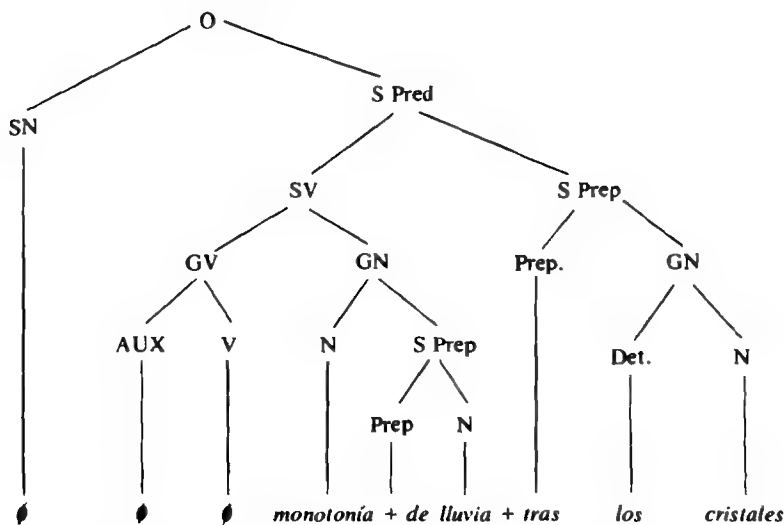 O
S Pred
SN
SV S Prep
GV GN Prep. GN
AUX V N S Prep Det. N
Prep N
ø ø ø monotonía + de lluvia + tras los cristales